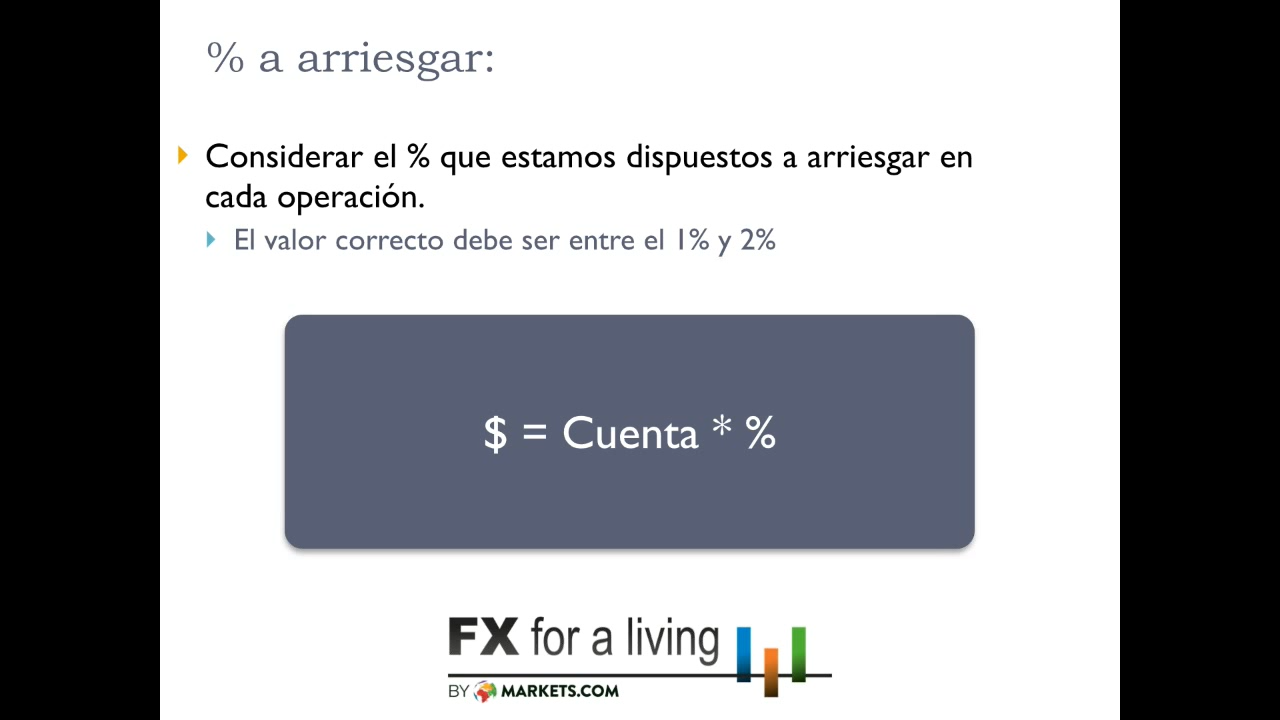 % a arriesgar:
Considerar el % que estamos dispuestos a arriesgar en
cada operación.
El valor correcto debe ser entre el 1% y 2%
$ = Cuenta * %
FX for a living
BY MARKETS.COM